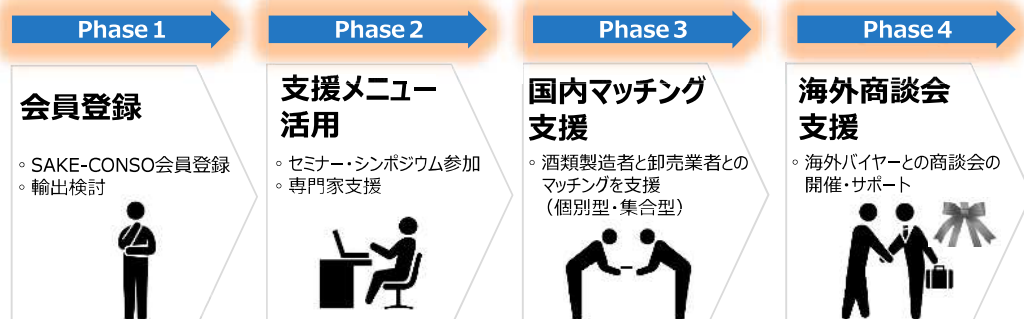 Phase 1
会員登録
◦ SAKE-CONSO会員登録
◦ 輸出検討
Phase 2
支援メニュー
活用
◦ セミナー・シンポジウム参加
◦ 専門家支援
Phase 3
国内マッチング
支援
◦ 酒類製造者と卸売業者との
マッチングを支援
（個別型・集合型）
Phase 4
海外商談会
支援
◦ 海外バイヤーとの商談会の
開催・サポート